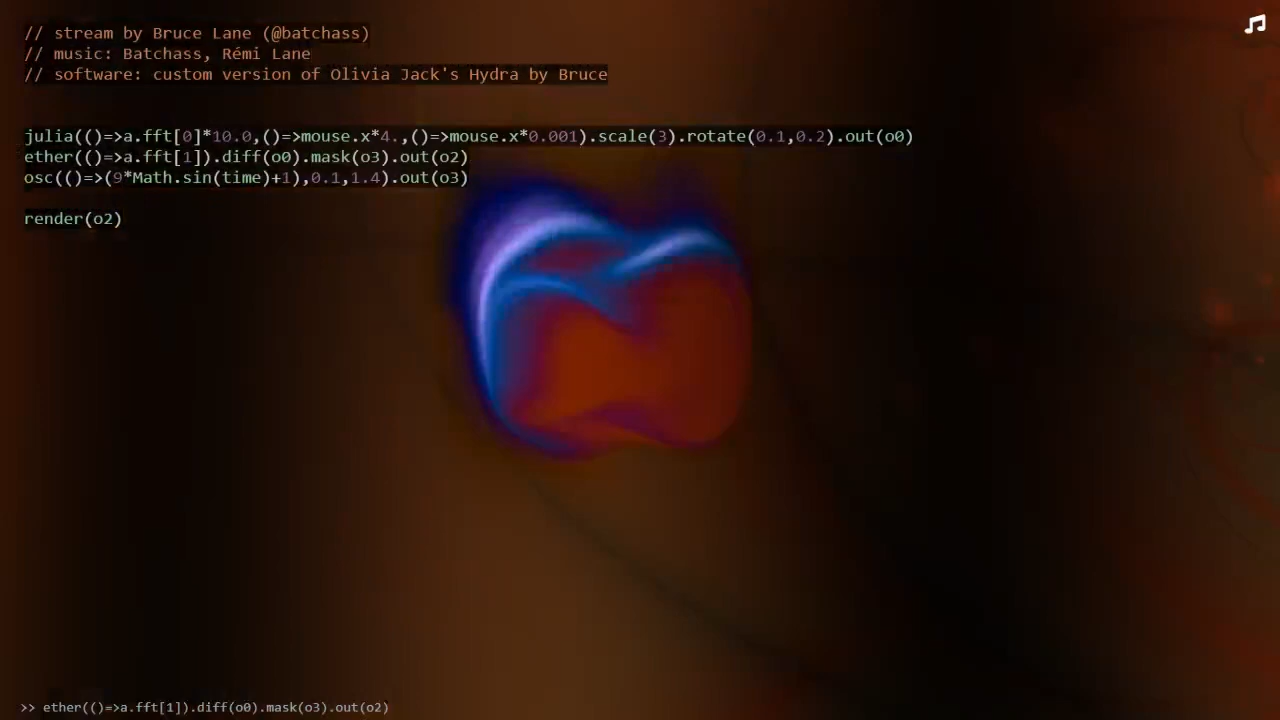 // stream by Bruce Lane (@batchass)
// music: Batchass, Rémi Lane
// software: custom version of Olivia Jack's Hydra by Bruce
julia(()=>a.fft[0]*10.0,()=>mouse.x*4.,()=>mouse.x*0.001).scale(3).rotate(0.1,0.2).out(o0)
ether(()=>a.fft[1]).diff(o0).mask(o3).out(o2)
osc(()=>(9*Math.sin(time)+1),0.1,1.4).out(o3)
render(o2)
>> ether(()=>a.fft[1]).diff(o0).mask(o3).out(o2)